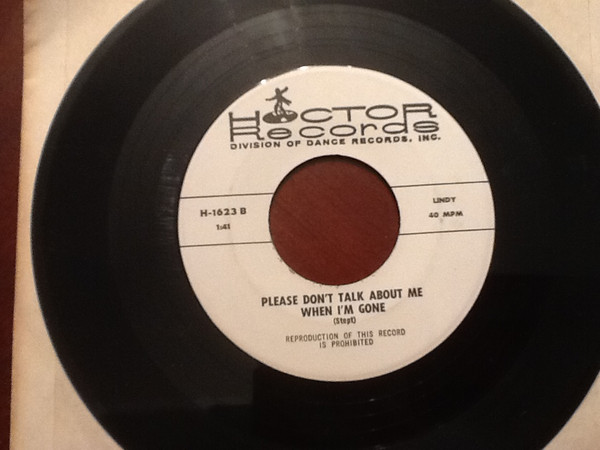 HOCTOR
Records
DIVISION OF DANCE RECORDS, INC.
H-1623 B
1:41
LINDY
40 MPM
PLEASE DON'T TALK ABOUT ME
WHEN I'M GONE
(Stept)
REPRODUCTION OF THIS RECORD
IS PROHIBITED